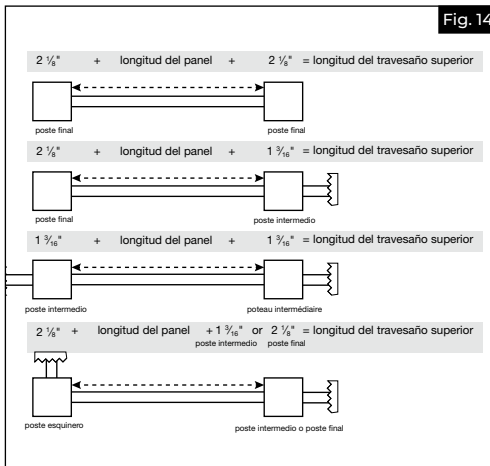 Fig. 14
2 ⅛" + longitud del panel + 2 ⅛" = longitud del travesaño superior
poste final poste final
2 ⅛" + longitud del panel + 1 ³⁄₁₆" = longitud del travesaño superior
poste final poste intermedio
1 ³⁄₁₆" + longitud del panel + 1 ³⁄₁₆" = longitud del travesaño superior
poste intermedio poteau intermédiaire
2 ⅛" + longitud del panel + 1 ³⁄₁₆" or 2 ⅛" = longitud del travesaño superior
poste intermedio poste final
poste esquinero poste intermedio o poste final